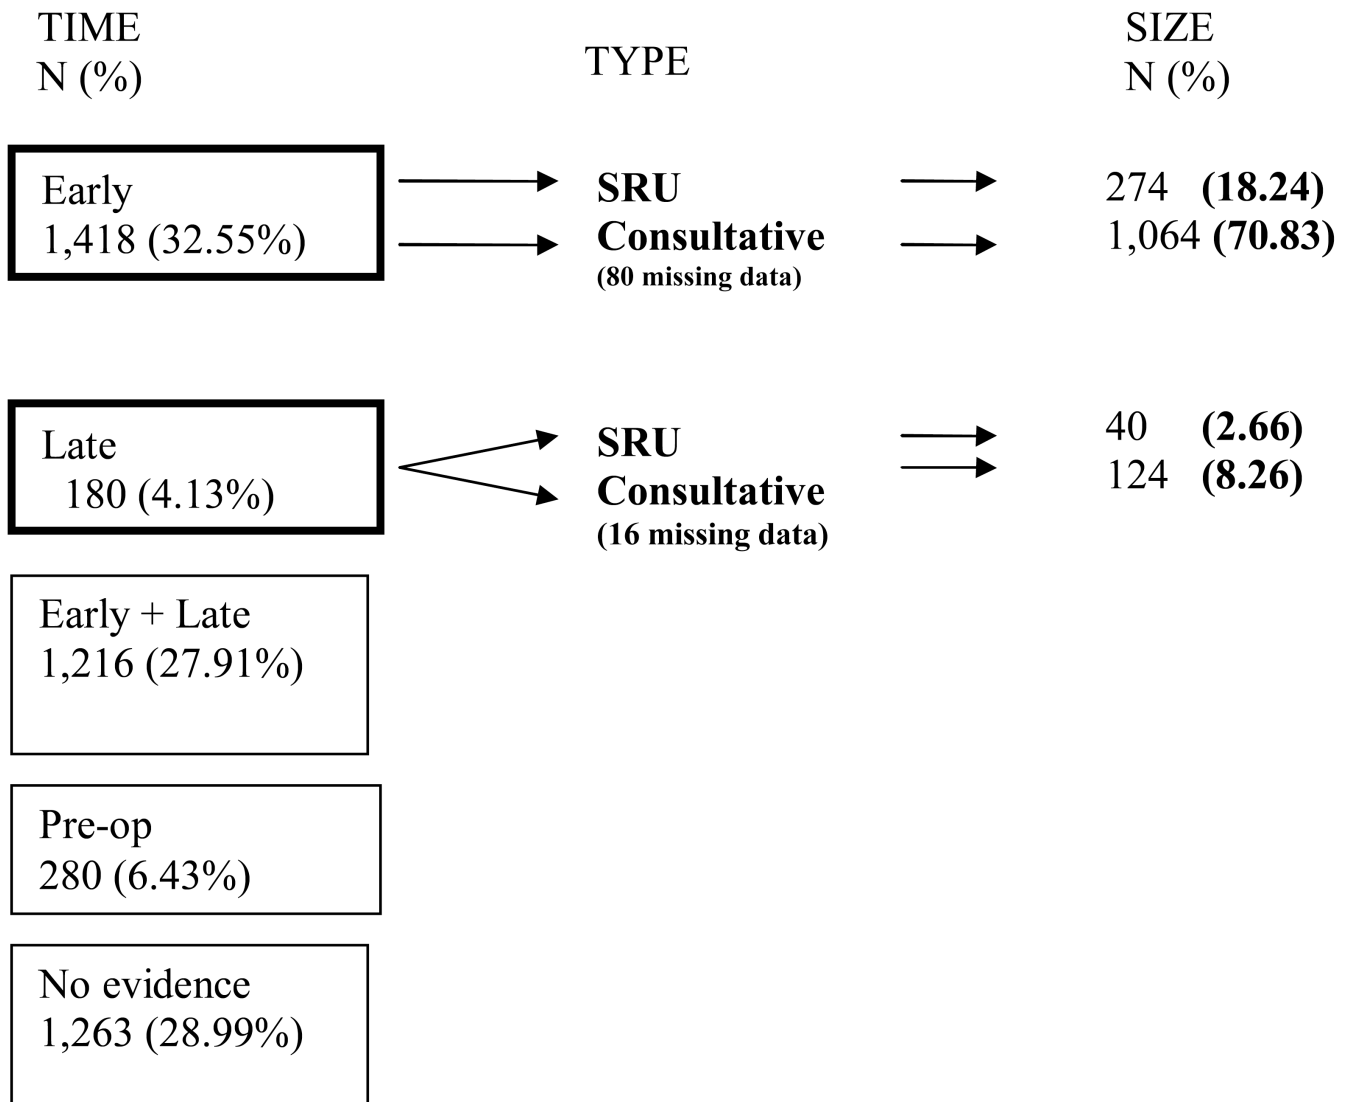 TIME
N (%)
TYPE
SIZE
N (%)
Early
1,418 (32.55%)
SRU
Consultative
(80 missing data)
274 (18.24)
1,064 (70.83)
Late
180 (4.13%)
SRU
Consultative
(16 missing data)
40 (2.66)
124 (8.26)
Early + Late
1,216 (27.91%)
Pre-op
280 (6.43%)
No evidence
1,263 (28.99%)